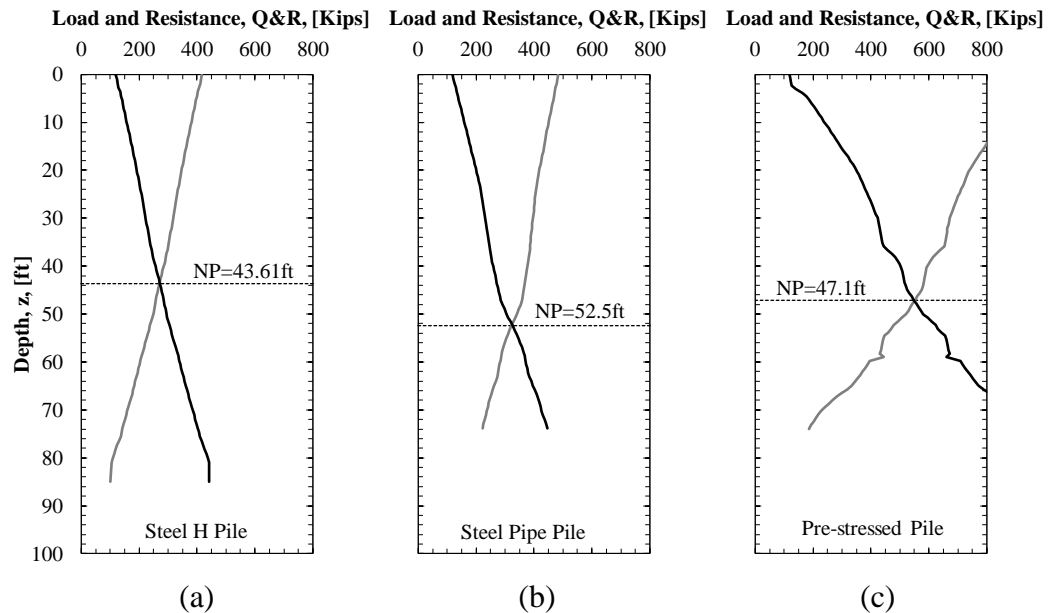 Load and Resistance, Q&R, [Kips]
0 200 400 600 800
Load and Resistance, Q&R, [Kips]
0 200 400 600 800
Load and Resistance, Q&R, [Kips]
0 200 400 600 800
Depth, z, [ft]
0
10
20
30
40
50
60
70
80
90
100
NP=43.61ft
NP=52.5ft
NP=47.1ft
Steel H Pile
Steel Pipe Pile
Pre-stressed Pile
(a)
(b)
(c)